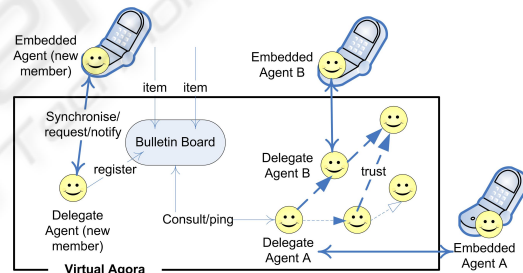 Embedded
Agent (new
member)
item
item
Embedded
Agent B
Synchronise/
request/notify
Bulletin Board
register
Delegate
Agent B
trust
Delegate
Agent (new
member)
Consult/ping
Delegate
Agent A
Embedded
Agent A
Virtual Agora